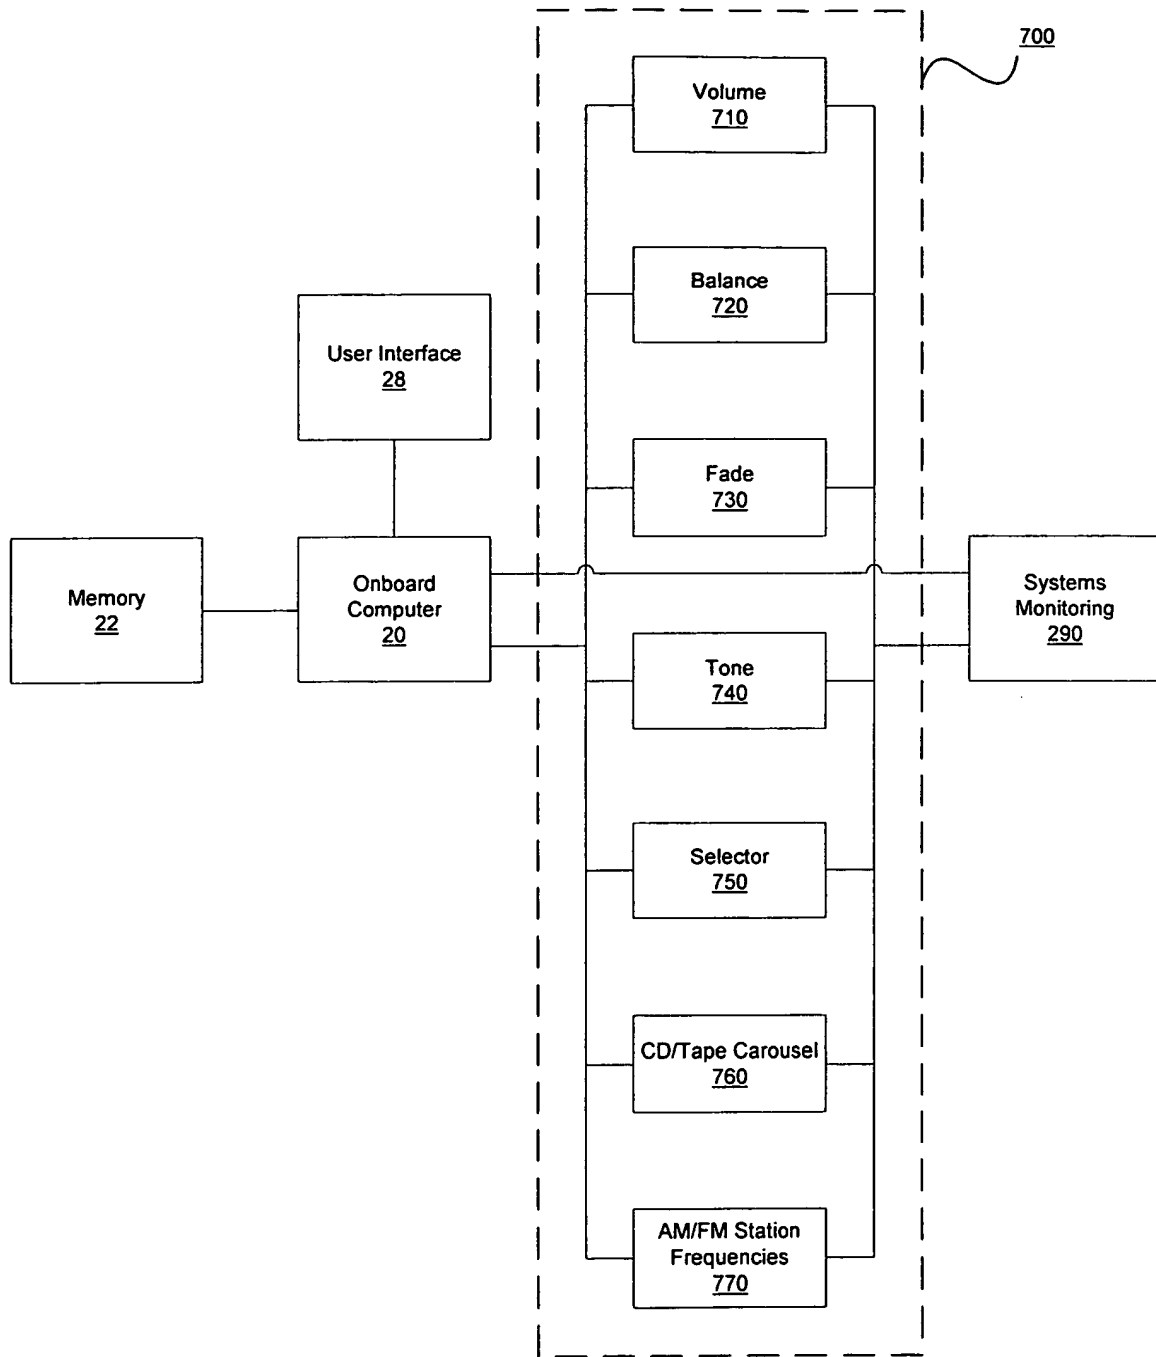 700
Volume
710
Balance
720
User Interface
28
Fade
730
Memory
22
Onboard
Computer
20
Systems
Monitoring
290
Tone
740
Selector
750
CD/Tape Carousel
760
AM/FM Station
Frequencies
770